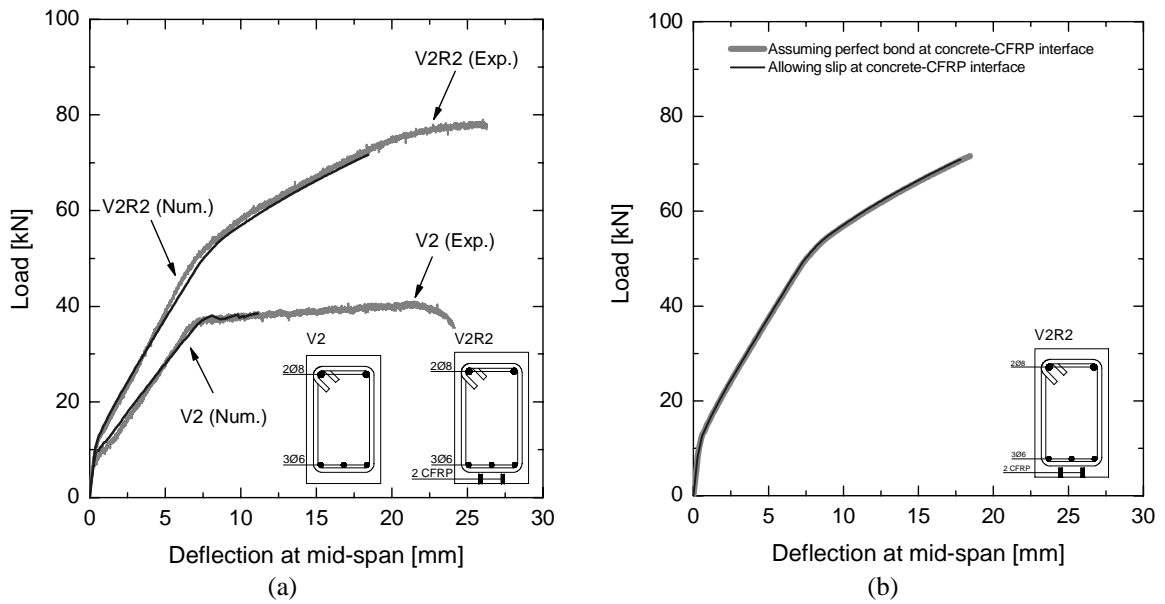 100
80
60
40
20
0
0 5 10 15 20 25 30
Load [kN]
Deflection at mid-span [mm]
V2R2 (Exp.)
V2R2 (Num.)
V2 (Exp.)
V2 (Num.)
V2
2Ø8
3Ø6
V2R2
2Ø8
3Ø6
2 CFRP
(a)
100
80
60
40
20
0
0 5 10 15 20 25 30
Load [kN]
Deflection at mid-span [mm]
Assuming perfect bond at concrete-CFRP interface
Allowing slip at concrete-CFRP interface
V2R2
2Ø8
3Ø6
2 CFRP
(b)